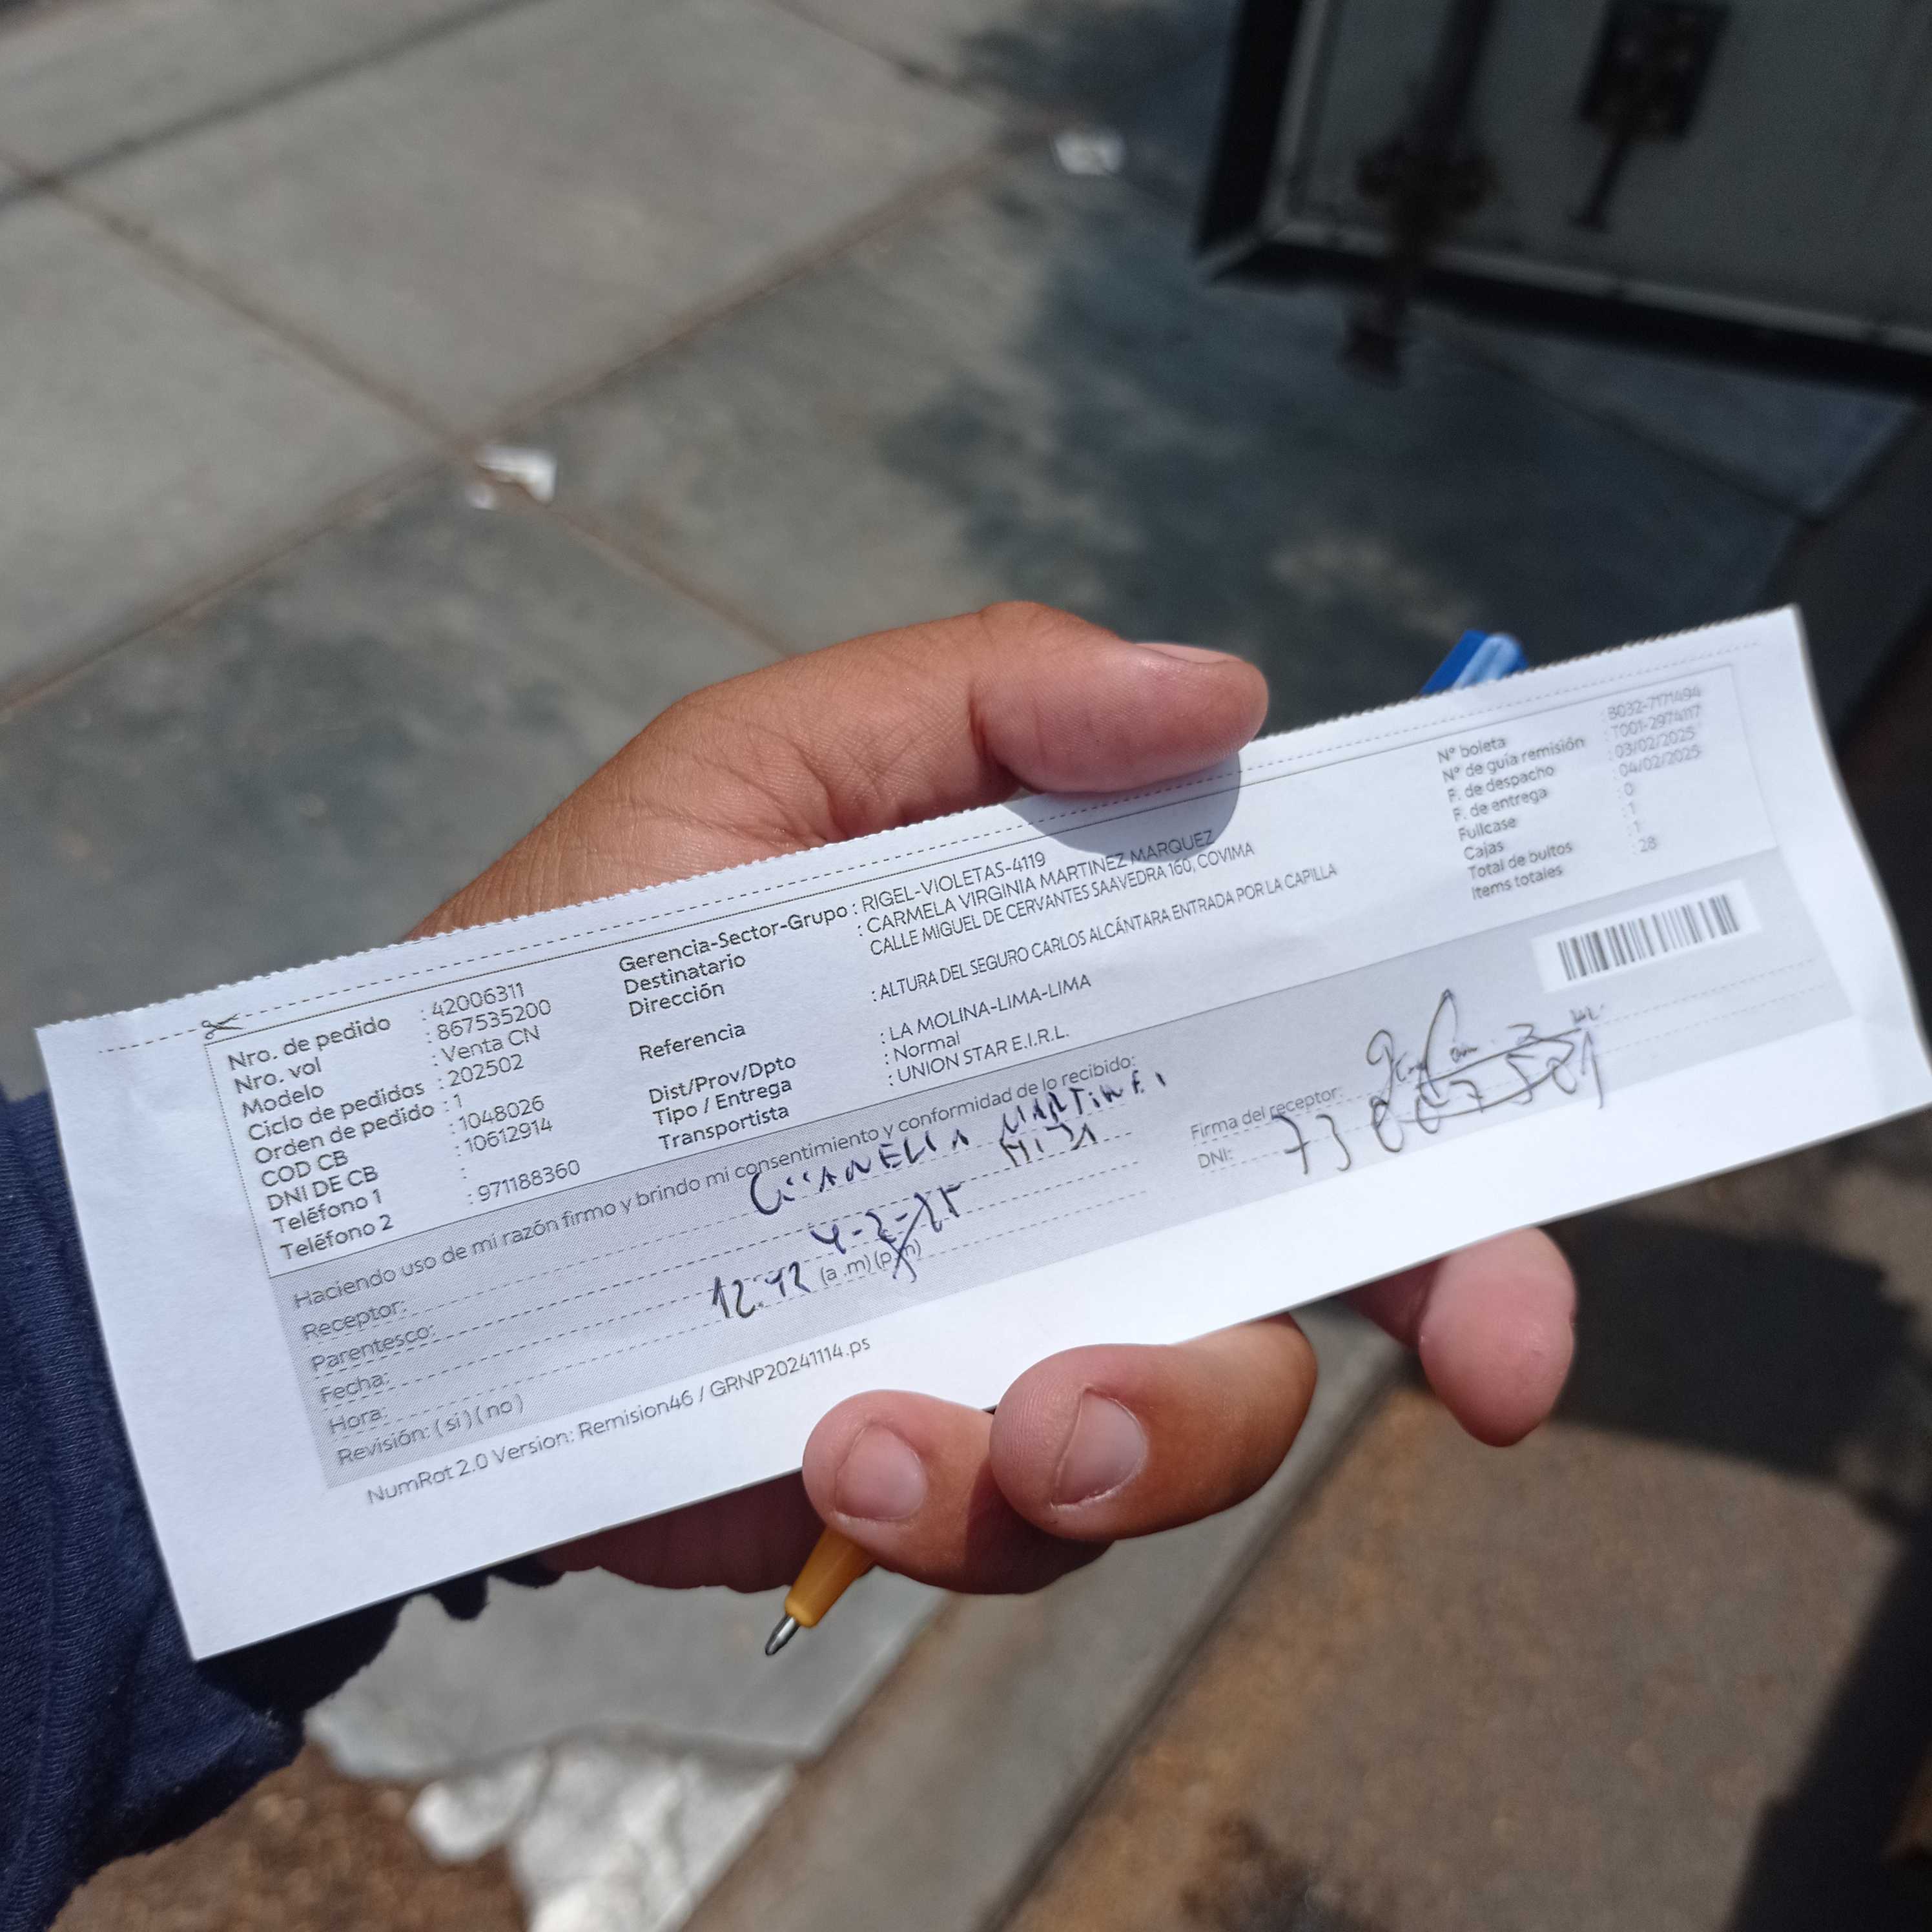 Nro. de pedido : 42006311
Nro. vol : 867535200
Modelo : Venta CN
Ciclo de pedidos : 202502
Orden de pedido : 1
COD CB : 1048026
DNI DE CB : 10612914
Teléfono 1 :
Teléfono 2 : 971188360
Gerencia-Sector-Grupo : RIGEL-VIOLETAS-4119
Destinatario : CARMELA VIRGINIA MARTINEZ MARQUEZ
Dirección CALLE MIGUEL DE CERVANTES SAAVEDRA 160, COVIMA
Referencia : ALTURA DEL SEGURO CARLOS ALCÁNTARA ENTRADA POR LA CAPILLA
Dist/Prov/Dpto : LA MOLINA-LIMA-LIMA
Tipo / Entrega : Normal
Transportista : UNION STAR E.I.R.L.
N° boleta : B032-7171494
N° de guía remisión : T001-2974117
F. de despacho : 03/02/2025
F. de entrega : 04/02/2025
Fullcase : 0
Cajas : 1
Total de bultos : 1
Items totales : 28
Haciendo uso de mi razón firmo y brindo mi consentimiento y conformidad de lo recibido:
Receptor: MARTINEZ
Parentesco: HIJA
Fecha: 4-2-25
Hora: 12:42 (a.m) (p.m)
Revisión: ( si ) ( no )
Firma del receptor:
DNI:
NumRot 2.0 Version: Remision46 / GRNP20241114.ps